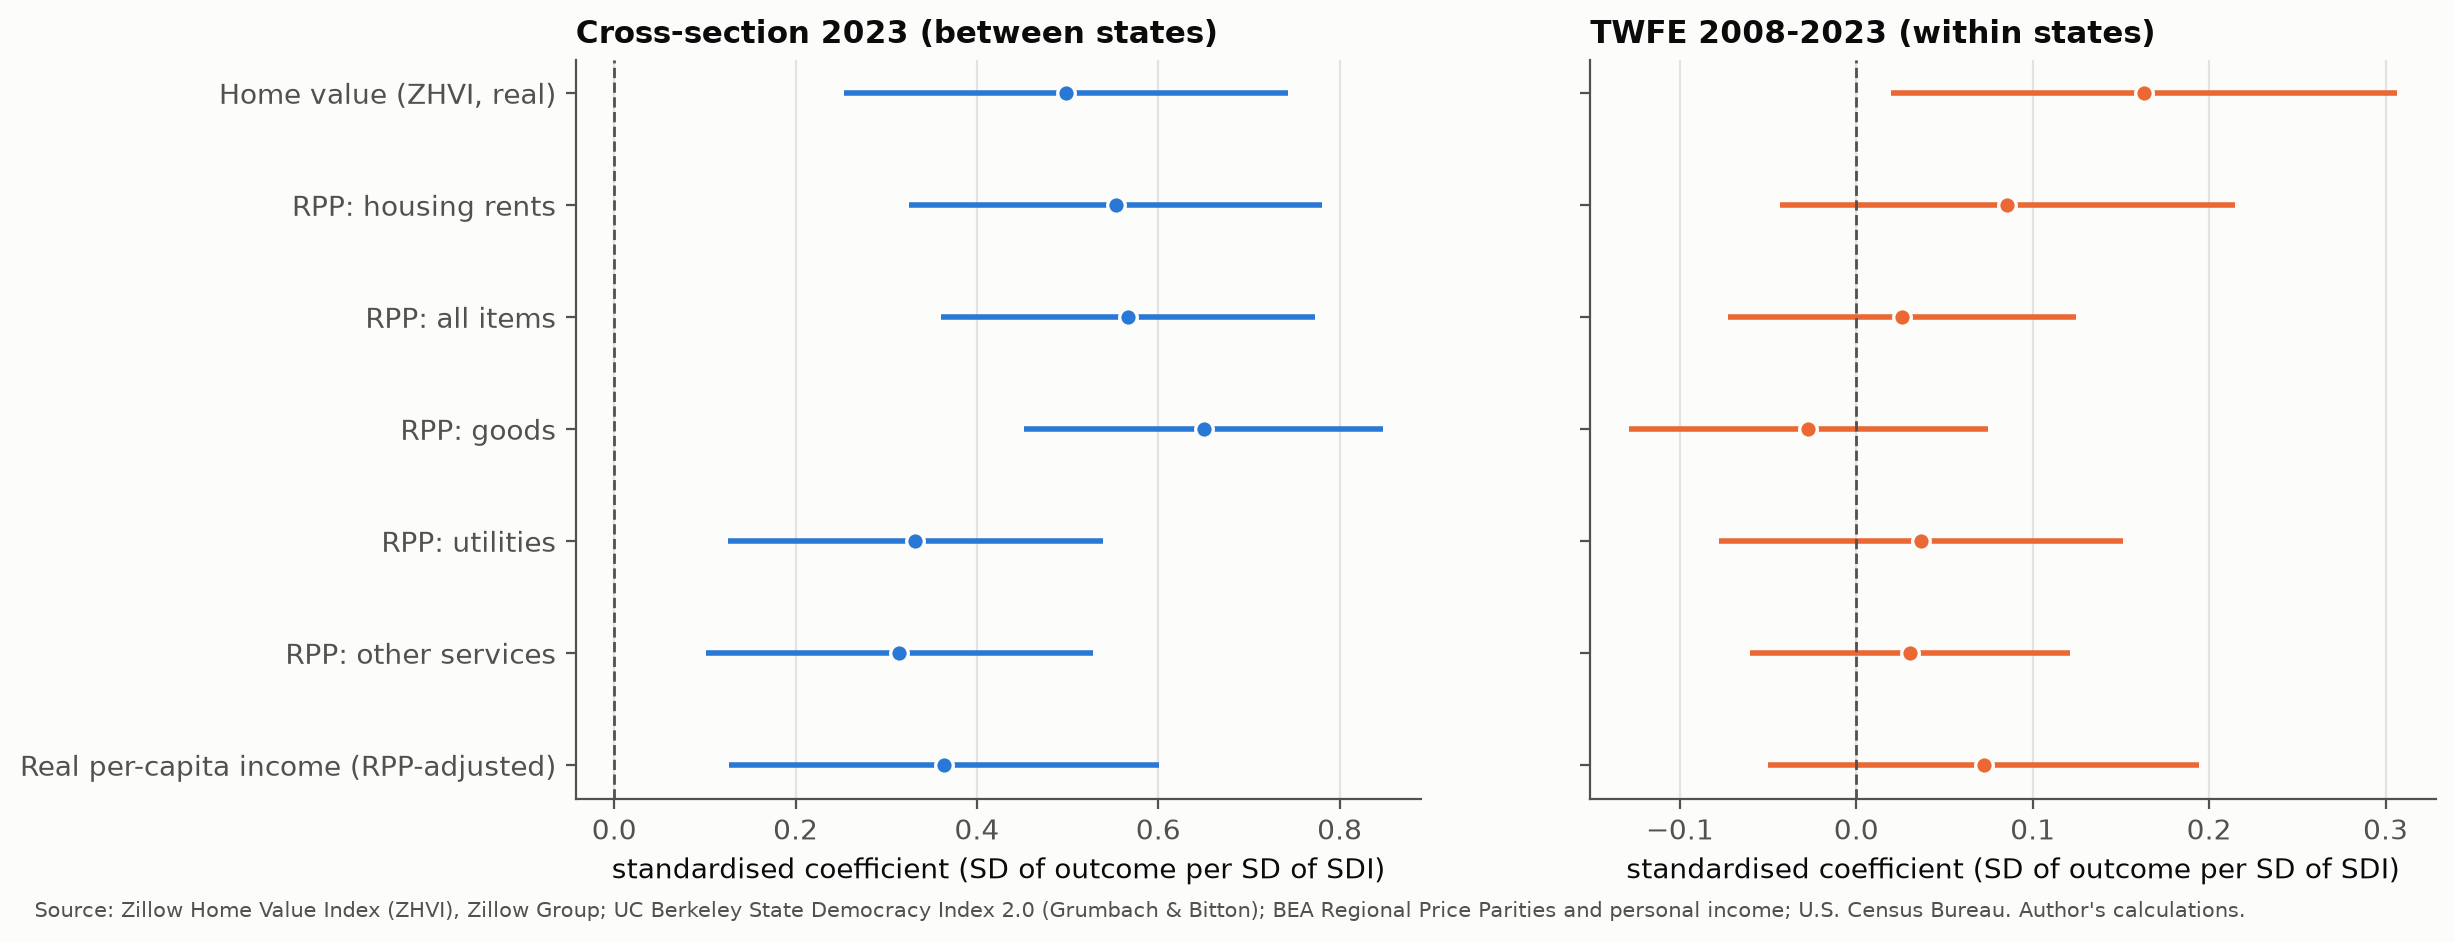 Cross-section 2023 (between states)
TWFE 2008-2023 (within states)
Home value (ZHVI, real)
RPP: housing rents
RPP: all items
RPP: goods
RPP: utilities
RPP: other services
Real per-capita income (RPP-adjusted)
0.0 0.2 0.4 0.6 0.8
standardised coefficient (SD of outcome per SD of SDI)
−0.1 0.0 0.1 0.2 0.3
standardised coefficient (SD of outcome per SD of SDI)
Source: Zillow Home Value Index (ZHVI), Zillow Group; UC Berkeley State Democracy Index 2.0 (Grumbach & Bitton); BEA Regional Price Parities and personal income; U.S. Census Bureau. Author's calculations.